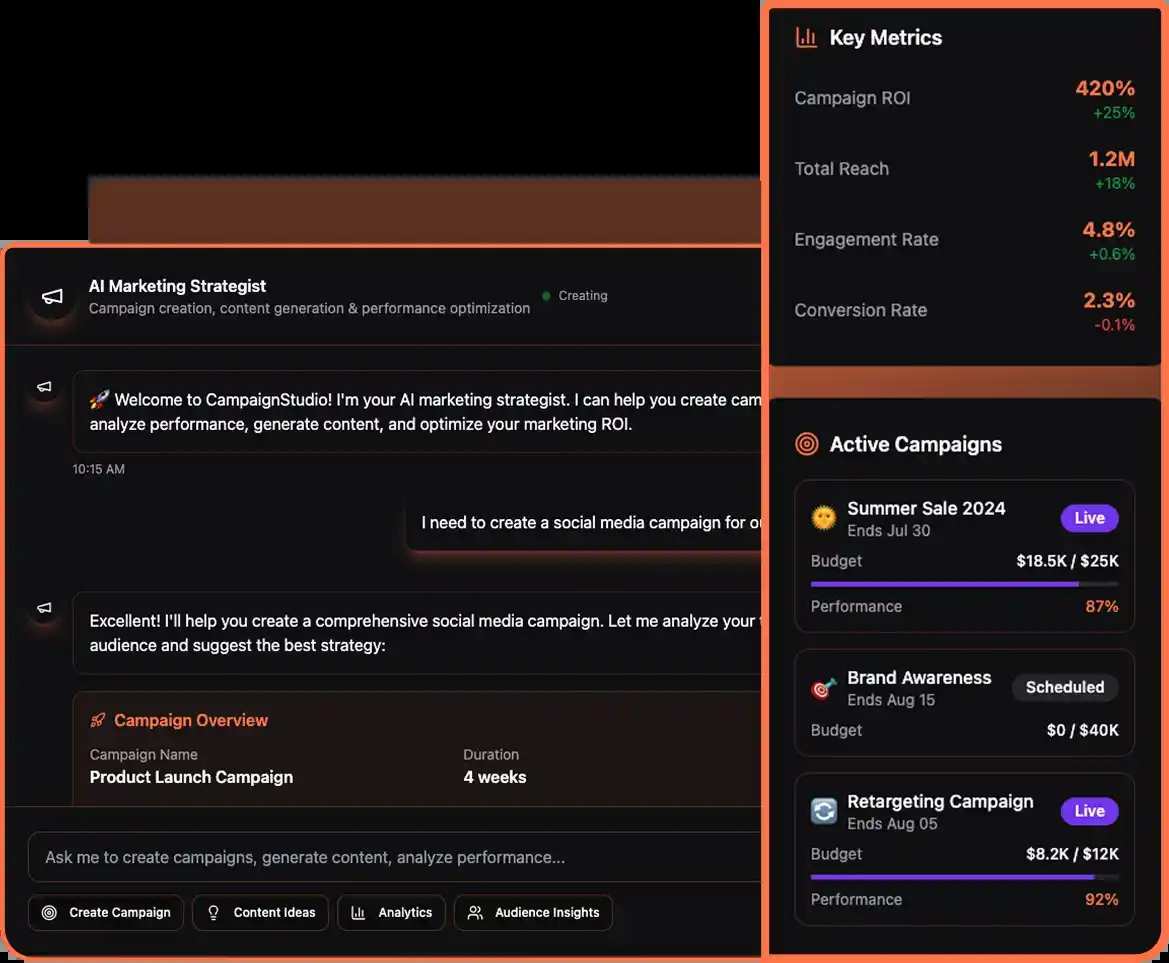 AI Marketing Strategist
Campaign creation, content generation & performance optimization
Creating
🚀 Welcome to CampaignStudio! I'm your AI marketing strategist. I can help you create
analyze performance, generate content, and optimize your marketing ROI.
10:15 AM
I need to create a social media campaign for
Excellent! I'll help you create a comprehensive social media campaign. Let me analyze your
audience and suggest the best strategy:
Campaign Overview
Campaign Name
Duration
Product Launch Campaign
4 weeks
Ask me to create campaigns, generate content, analyze performance...
Create Campaign
Content Ideas
Analytics
Audience Insights
Key Metrics
Campaign ROI
420%
+25%
Total Reach
1.2M
+18%
Engagement Rate
4.8%
+0.6%
Conversion Rate
2.3%
-0.1%
Active Campaigns
Summer Sale 2024
Ends Jul 30
Live
Budget $18.5K / $25K
Performance 87%
Brand Awareness
Ends Aug 15
Scheduled
Budget $0 / $40K
Retargeting Campaign
Ends Aug 05
Live
Budget $8.2K / $12K
Performance 92%